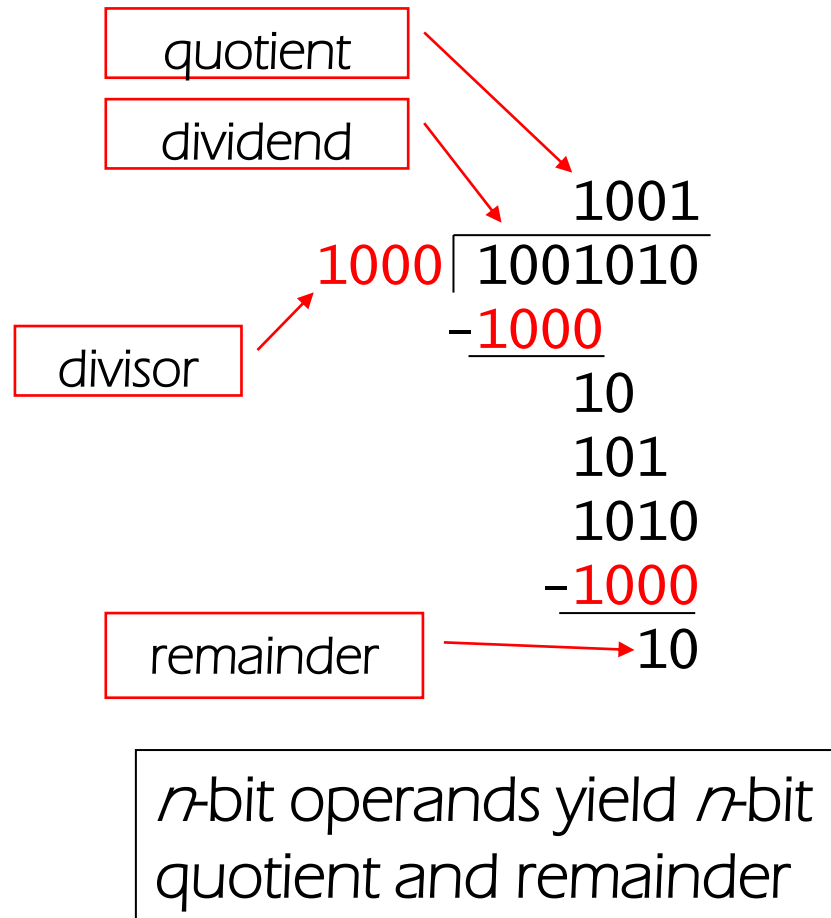 quotient
dividend
1001
1000 1001010
-1000
divisor
10
101
1010
-1000
remainder
10
n-bit operands yield n-bit
quotient and remainder